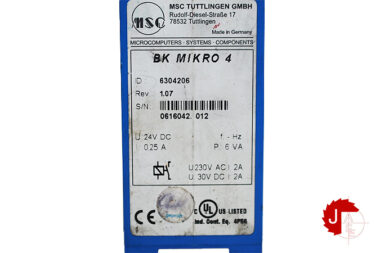 MSC
MSC TUTTLINGEN GMBH
Rudolf-Diesel-Straße 17
78532 Tuttlingen
Made in Germany
MICROCOMPUTERS · SYSTEMS · COMPONENTS
BK MIKRO 4
ID 6304206
Rev 1.07
S/N
0616042 012
U 24V DC f - Hz
0.25 A P 6 VA
U 230V AC I 2A
U 30V DC I 2A
CE UL US LISTED
Ind. Cont. Eq. 4P56